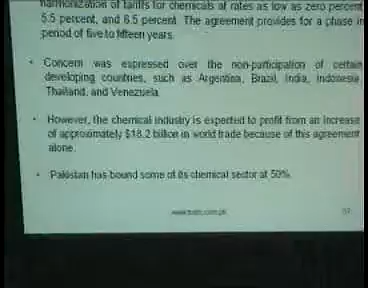 harmonization of tariffs for chemicals at rates as low as zero percent
5.5 percent, and 6.5 percent. The agreement provides for a phase in
period of five to fifteen years.
• Concern was expressed over the non-participation of certain
developing countries, such as Argentina, Brazil, India, Indonesia
Thailand, and Venezuela.
• However, the chemical industry is expected to profit from an increase
of approximately $18.2 billion in world trade because of this agreement
alone.
• Pakistan has bound some of its chemical sector at 50%.